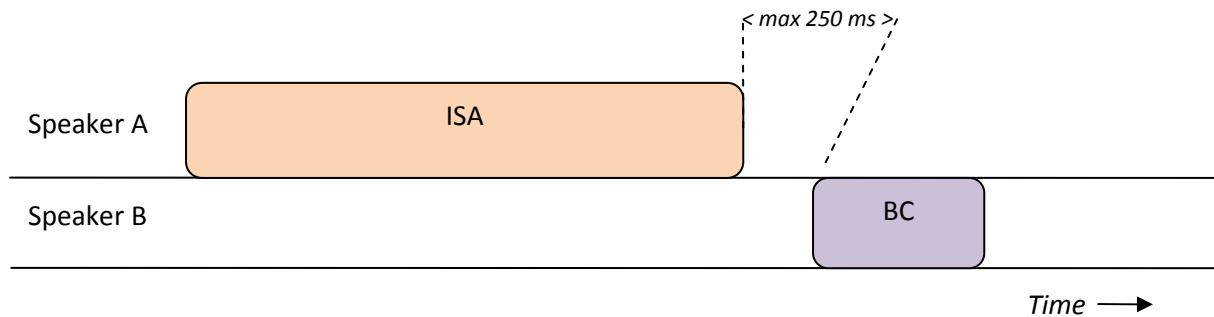 < max 250 ms >
Speaker A
ISA
Speaker B
BC
Time